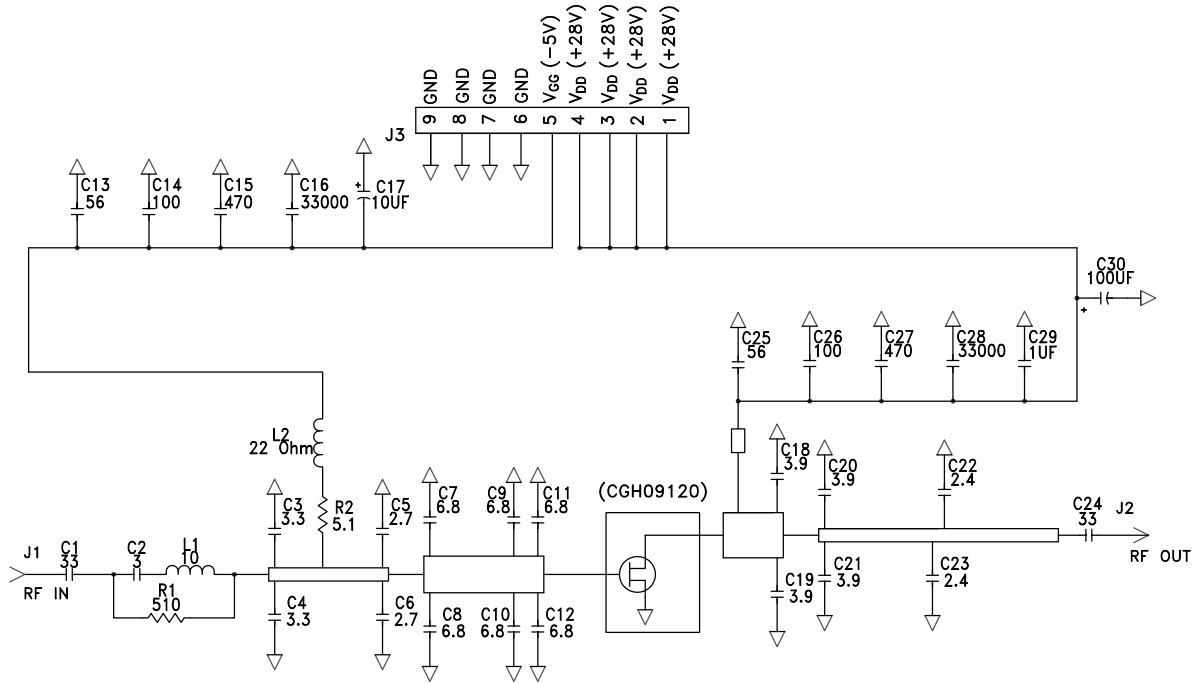 GND
GND
GND
GND
VGG (-5V)
VDD (+28V)
VDD (+28V)
VDD (+28V)
VDD (+28V)
J3
9
8
7
6
5
4
3
2
1
C13
56
C14
100
C15
470
C16
33000
+
C17
10UF
C30
100UF
+
C25
56
C26
100
C27
470
C28
33000
C29
1UF
L2
22 Ohm
R2
5.1
C3
3.3
C5
2.7
C7
6.8
C9
6.8
C11
6.8
(CGH09120)
C18
3.9
C20
3.9
C22
2.4
C24
33
J2
RF OUT
J1
RF IN
C1
33
C2
3
L1
10
R1
510
C4
3.3
C6
2.7
C8
6.8
C10
6.8
C12
6.8
C19
3.9
C21
3.9
C23
2.4